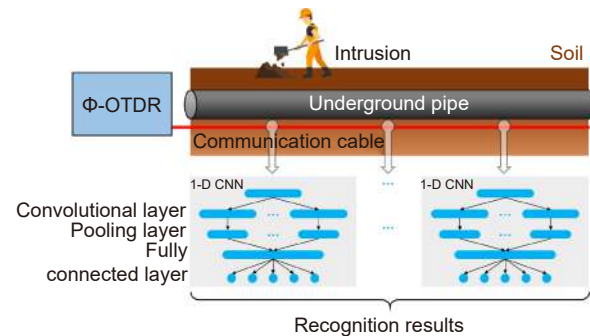 Intrusion
Soil
Φ-OTDR
Underground pipe
Communication cable
1-D CNN
...
1-D CNN
Convolutional layer
...
...
...
Pooling layer
...
...
Fully
connected layer
Recognition results